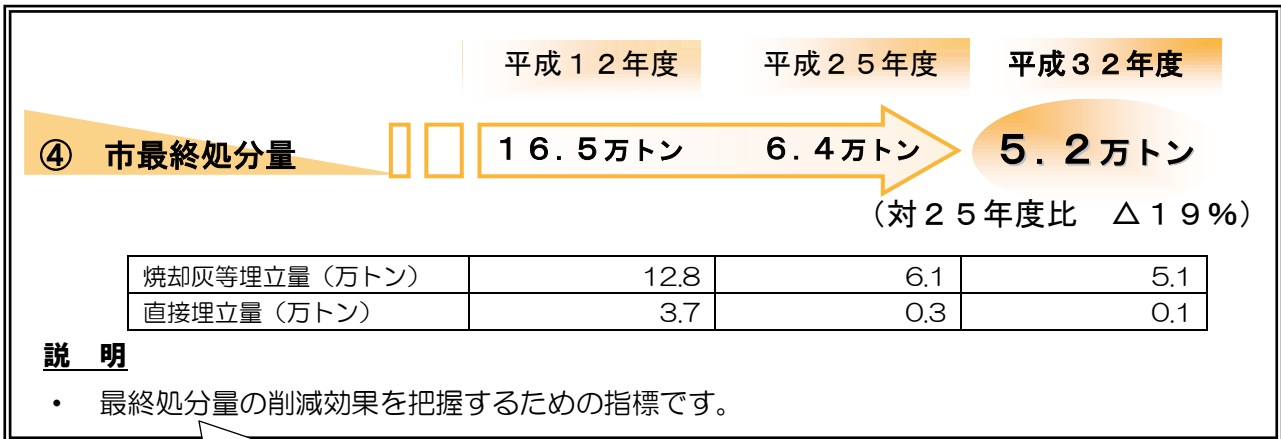 平成１２年度 平成２５年度 平成３２年度
④ 市最終処分量 １６.５万トン ６.４万トン ５.２万トン
（対２５年度比 △１９％）
焼却灰等埋立量（万トン） 12.8 6.1 5.1
直接埋立量（万トン） 3.7 0.3 0.1
説 明
・ 最終処分量の削減効果を把握するための指標です。